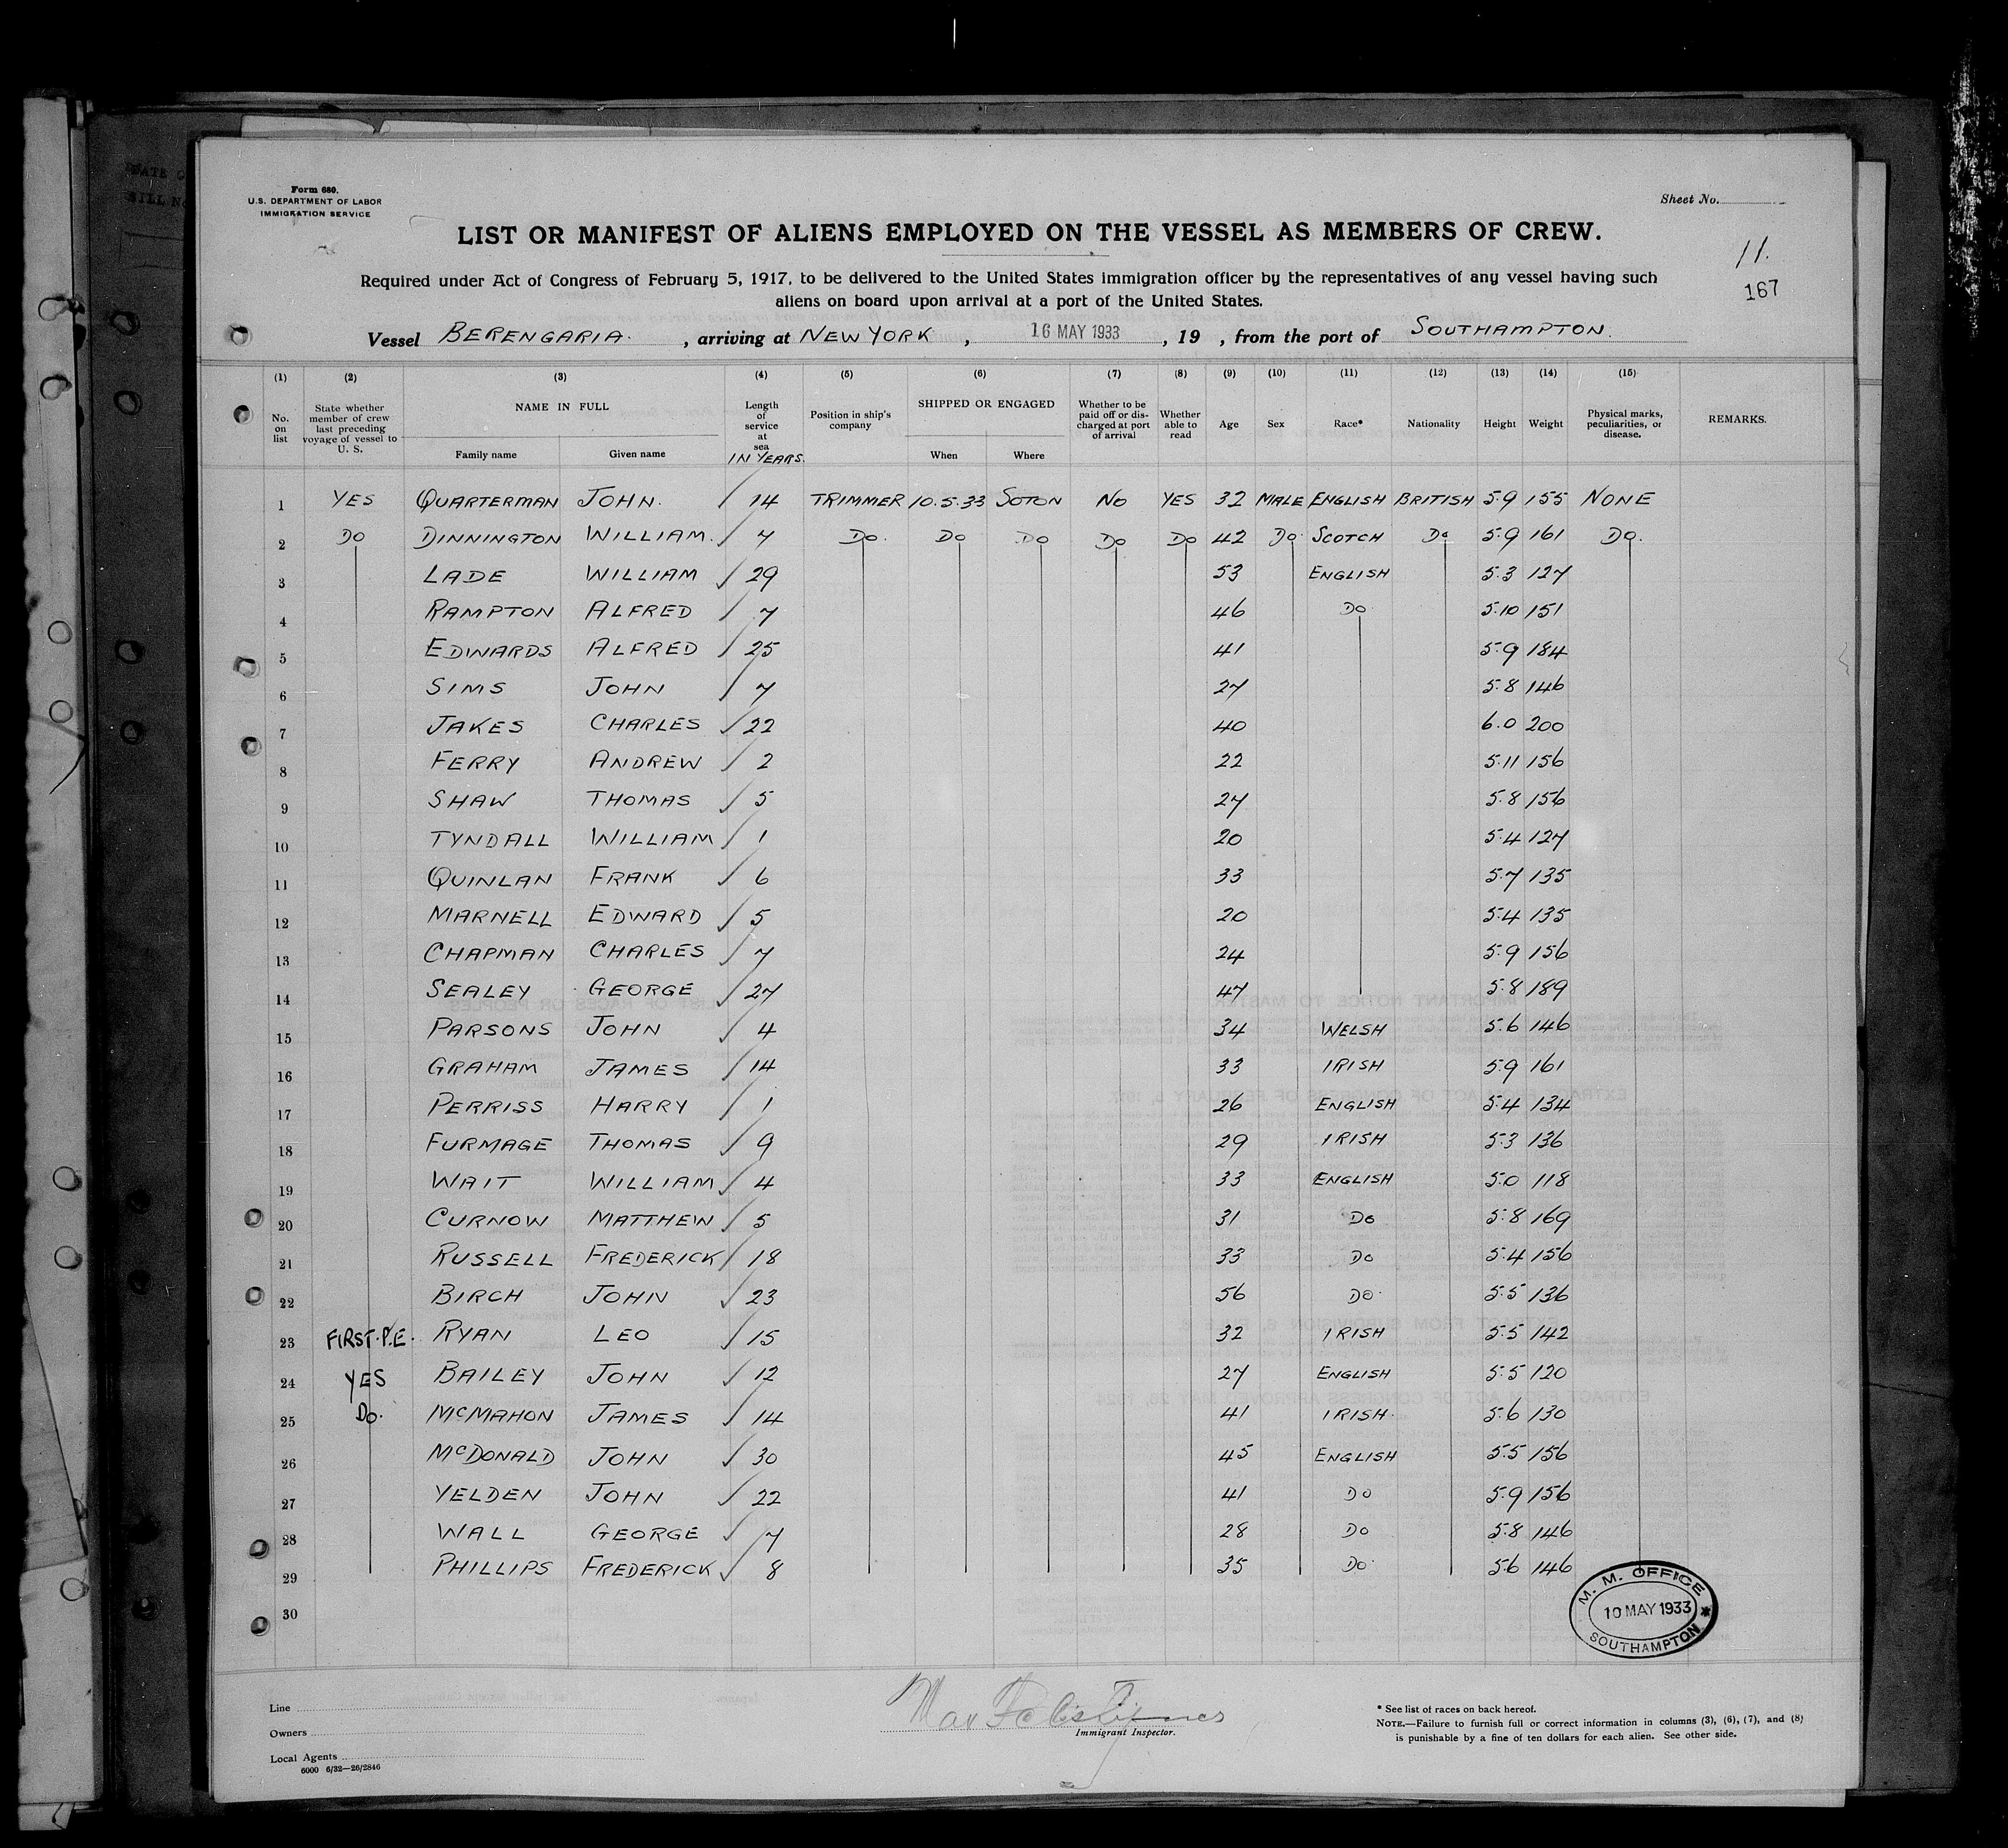 Form 680.
U.S. DEPARTMENT OF LABOR
IMMIGRATION SERVICE
Sheet No.
LIST OR MANIFEST OF ALIENS EMPLOYED ON THE VESSEL AS MEMBERS OF CREW.
11.
167
Required under Act of Congress of February 5, 1917, to be delivered to the United States immigration officer by the representatives of any vessel having such
aliens on board upon arrival at a port of the United States.
Vessel BERENGARIA. , arriving at NEW YORK , 16 MAY 1933 , 19 , from the port of SOUTHAMPTON.
(1) (2) (3) (4) (5) (6) (7) (8) (9) (10) (11) (12) (13) (14) (15)
No. on list State whether member of crew last preceding voyage of vessel to U. S. NAME IN FULL Family name Given name Length of service at sea IN YEARS. Position in ship's company SHIPPED OR ENGAGED When Where Whether to be paid off or discharged at port of arrival Whether able to read Age Sex Race* Nationality Height Weight Physical marks, peculiarities, or disease. REMARKS.
1 YES QUARTERMAN JOHN. / 14 TRIMMER 10.5.33 SOTON NO YES 32 MALE ENGLISH BRITISH 5.9 155 NONE
2 DO DINNINGTON WILLIAM. / 7 DO. DO DO DO DO 42 DO SCOTCH DO 5.9 161 DO.
3 LADE WILLIAM ✓ 29 53 ENGLISH 5.3 127
4 RAMPTON ALFRED / 7 46 DO 5.10 151
5 EDWARDS ALFRED / 25 41 5.9 184
6 SIMS JOHN / 7 27 5.8 146
7 JAKES CHARLES ✓ 22 40 6.0 200
8 FERRY ANDREW ✓ 2 22 5.11 156
9 SHAW THOMAS ✓ 5 27 5.8 156
10 TYNDALL WILLIAM / 1 20 5.4 127
11 QUINLAN FRANK ✓ 6 33 5.7 135
12 MARNELL EDWARD ✓ 5 20 5.4 135
13 CHAPMAN CHARLES ✓ 7 24 5.9 156
14 SEALEY GEORGE ✓ 27 47 5.8 189
15 PARSONS JOHN ✓ 4 34 WELSH 5.6 146
16 GRAHAM JAMES / 14 33 IRISH 5.9 161
17 PERRISS HARRY / 1 26 ENGLISH 5.4 134
18 FURMAGE THOMAS ✓ 9 29 IRISH 5.3 136
19 WAIT WILLIAM ✓ 4 33 ENGLISH 5.0 118
20 CURNOW MATTHEW ✓ 5 31 DO 5.8 169
21 RUSSELL FREDERICK / 18 33 DO 5.4 156
22 BIRCH JOHN ✓ 23 56 DO. 5.5 136
23 FIRST.P.E. RYAN LEO / 15 32 IRISH 5.5 142
24 YES BAILEY JOHN ✓ 12 27 ENGLISH 5.5 120
25 DO. McMAHON JAMES ✓ 14 41 IRISH. 5.6 130
26 McDONALD JOHN ✓ 30 45 ENGLISH 5.5 156
27 YELDEN JOHN ✓ 22 41 DO 5.9 156
28 WALL GEORGE ✓ 7 28 DO 5.8 146
29 PHILLIPS FREDERICK ✓ 8 35 DO. 5.6 146
30
M. M. OFFICE
10 MAY 1933
SOUTHAMPTON
Line
Owners
Local Agents
6000 6/32—26/2846
Immigrant Inspector.
* See list of races on back hereof.
NOTE.—Failure to furnish full or correct information in columns (3), (6), (7), and (8)
is punishable by a fine of ten dollars for each alien. See other side.